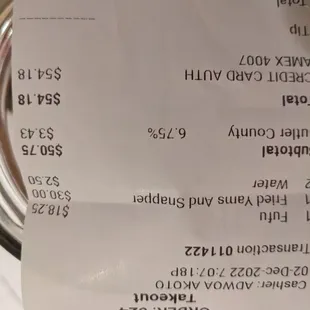 ORDER: 624
Takeout
Cashier: ADWOA AKOTO
02-Dec-2022 7:07:18P
Transaction 011422
1 Fufu $18.25
1 Fried Yams And Snapper $30.00
2 Water $2.50
Subtotal $50.75
Butler County 6.75% $3.43
Total $54.18
CREDIT CARD AUTH $54.18
AMEX 4007
Tip
Total